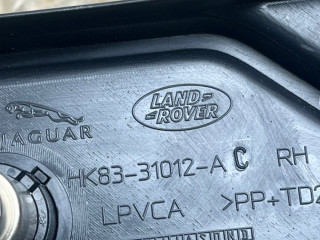 LAND
ROVER
JAGUAR
HK83-31012-A C RH
LPVCA >PP+TD2